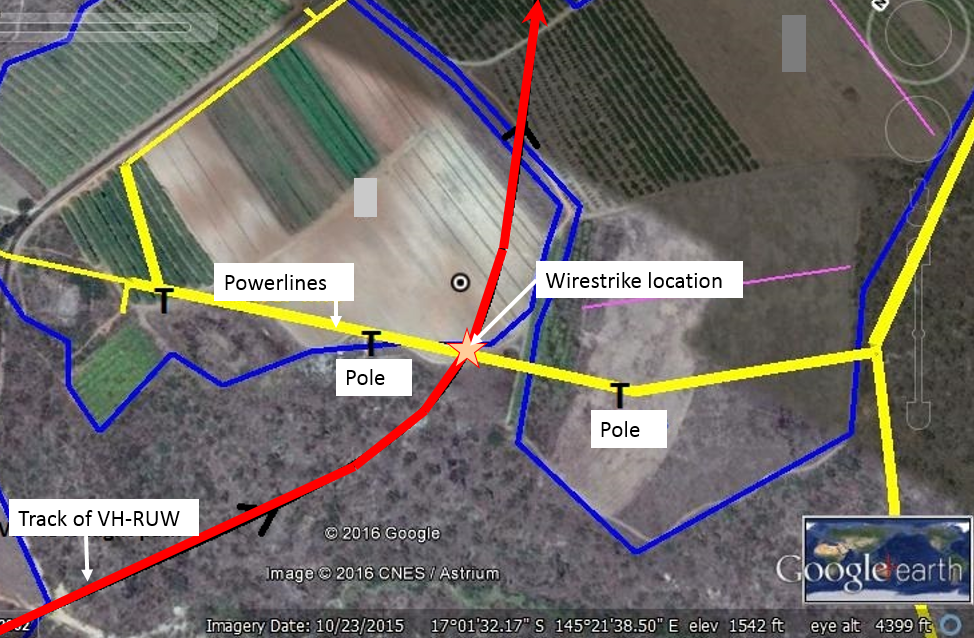 Powerlines
Wirestrike location
Pole
Pole
Track of VH-RUW
© 2016 Google
Image © 2016 CNES / Astrium
Google earth
Imagery Date: 10/23/2015 17°01'32.17" S 145°21'38.50" E elev 1542 ft eye alt 4399 ft